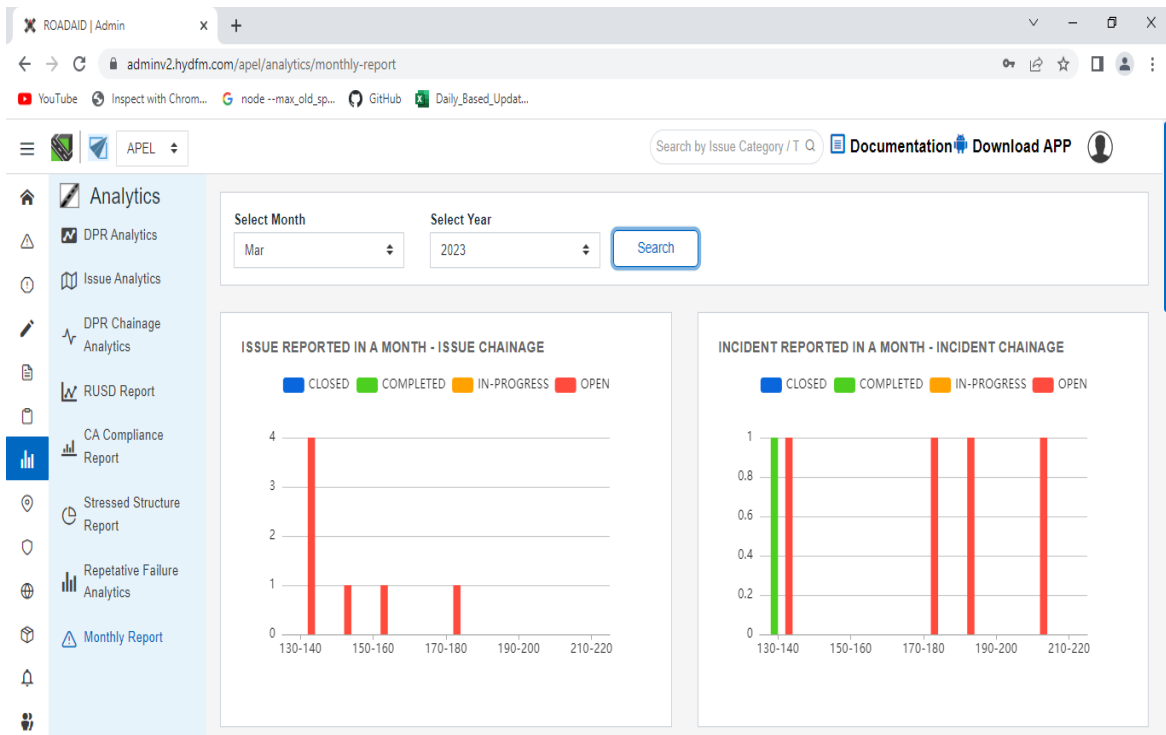 ROADAID | Admin
adminv2.hydfm.com/apel/analytics/monthly-report
YouTube Inspect with Chrom... node --max_old_sp... GitHub Daily_Based_Updat...
APEL Search by Issue Category / T Documentation Download APP
Analytics
DPR Analytics
Issue Analytics
DPR Chainage
Analytics
RUSD Report
CA Compliance
Report
Stressed Structure
Report
Repetative Failure
Analytics
Monthly Report
Select Month Select Year
Mar 2023 Search
ISSUE REPORTED IN A MONTH - ISSUE CHAINAGE
CLOSED COMPLETED IN-PROGRESS OPEN
4
3
2
1
0
130-140 150-160 170-180 190-200 210-220
INCIDENT REPORTED IN A MONTH - INCIDENT CHAINAGE
CLOSED COMPLETED IN-PROGRESS OPEN
1
0.8
0.6
0.4
0.2
0
130-140 150-160 170-180 190-200 210-220